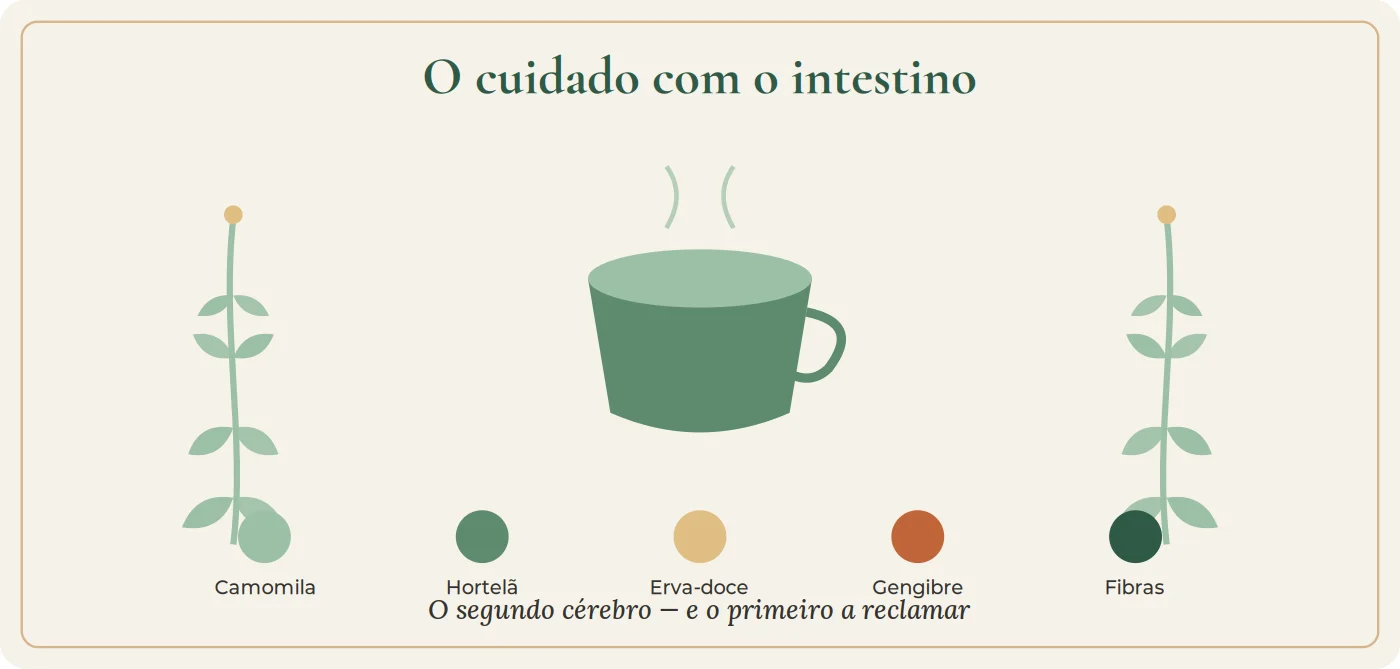 O cuidado com o intestino
Camomila Hortelã Erva-doce Gengibre Fibras
O segundo cérebro — e o primeiro a reclamar